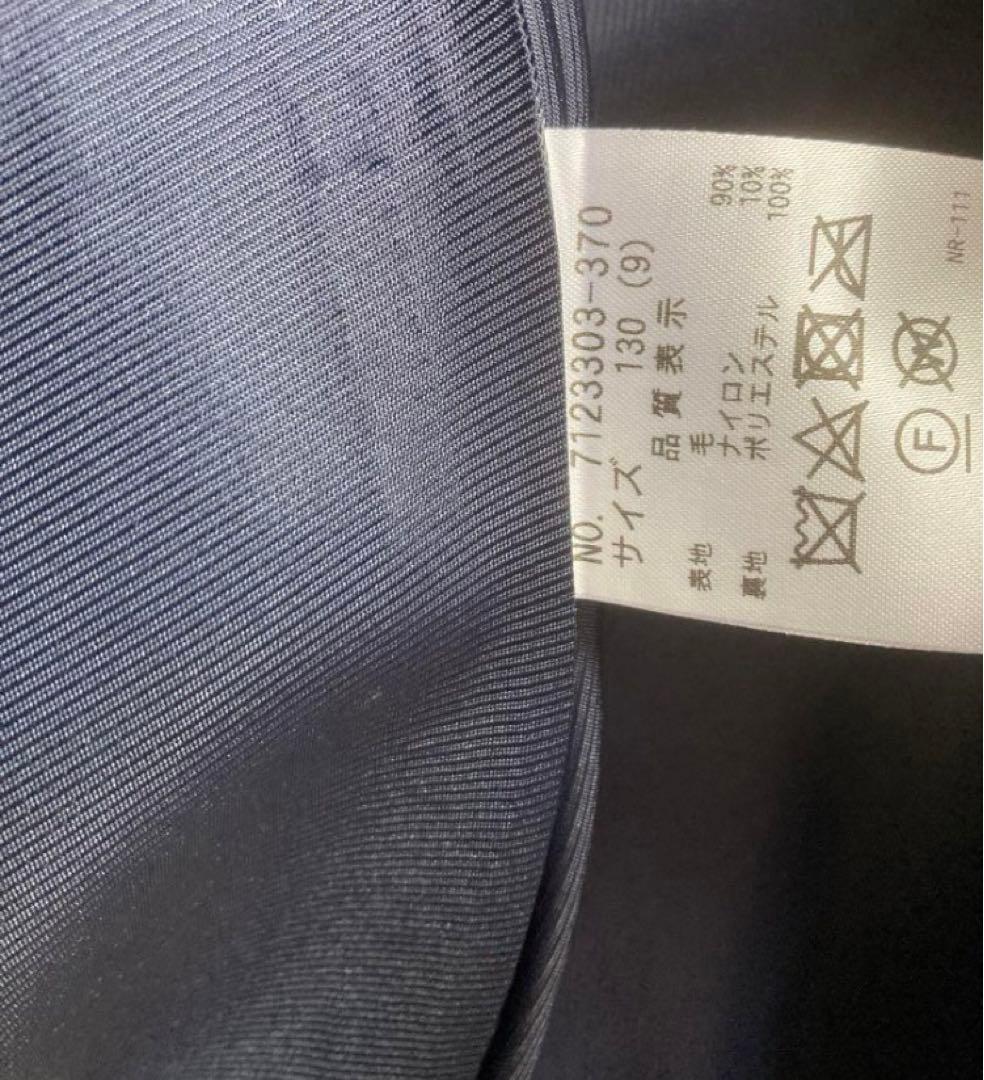 NO. 7123303-370
サイズ 130 (9)
品質表示
表地 毛 90%
ナイロン 10%
裏地 ポリエステル 100%
W
F
NR-111